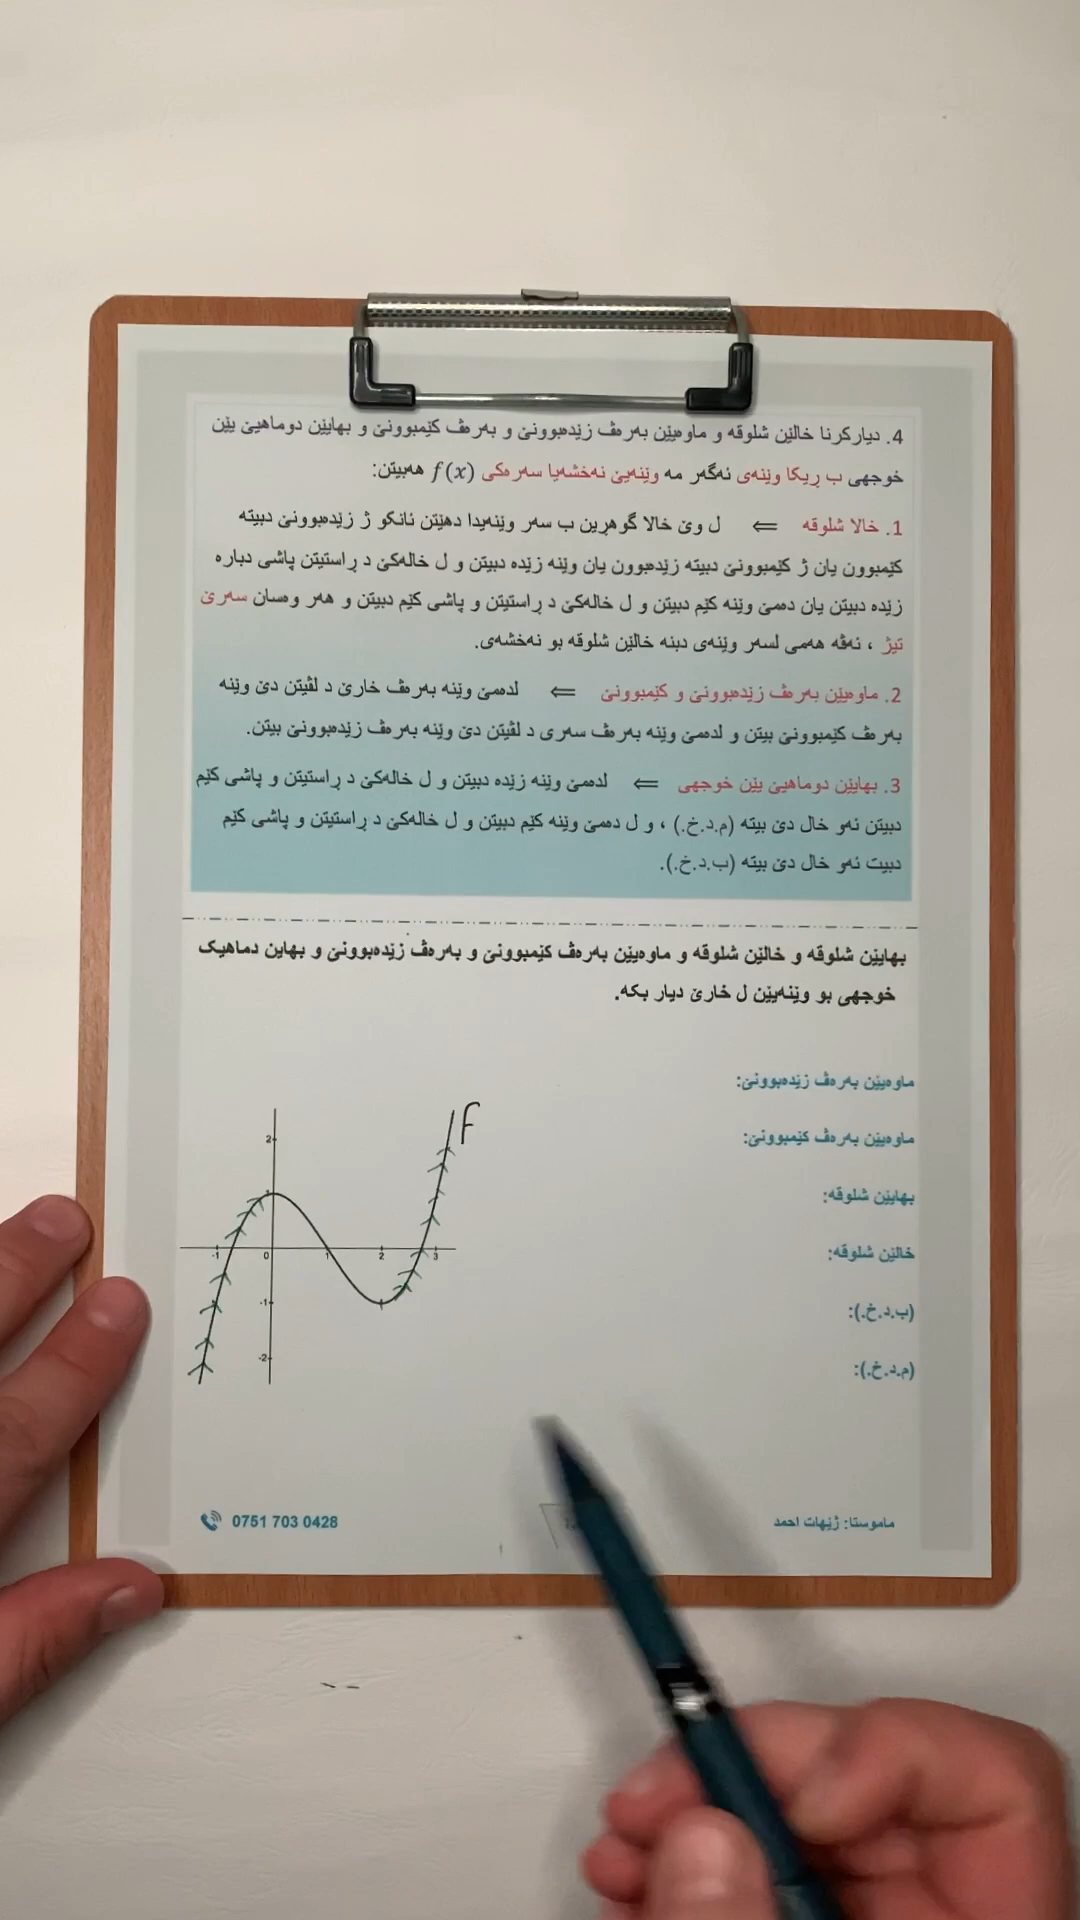 4. دیارکرنا خالێن شلوقە و ماوەیێن بەرەف زێدەبوونێ و بەرەف کێمبوونێ و بهایێن دوماهیێ یێن
خوجهی ب ڕیکا وێنەی ئەگەر مە وێنەیێ نەخشەیا سەرەکی f(x) هەبیتن:
1. خالا شلوقە ⇐ ل وێ خالا گوهڕین ب سەر وێنەیدا دهێتن ئانکو ژ زێدەبوونێ دبیتە
کێمبوون یان ژ کێمبوونێ دبیتە زێدەبوون یان وێنە زێدە دبیتن و ل خالەکێ د ڕاستیتن پاشی دبارە
زێدە دبیتن یان دەمێ وێنە کێم دبیتن و ل خالەکێ د ڕاستیتن و پاشی کێم دبیتن و هەر وەسان سەرێ
تیژ ، ئەڤە هەمی لسەر وێنەی دبنە خالێن شلوقە بو نەخشەی.
2. ماوەیێن بەرەف زێدەبوونێ و کێمبوونێ ⇐ لدەمێ وێنە بەرەف خارێ د لڤیتن دێ وێنە
بەرەف کێمبوونێ بیتن و لدەمێ وێنە بەرەف سەری د لڤیتن دێ وێنە بەرەف زێدەبوونێ بیتن.
3. بهایێن دوماهیێ یێن خوجهی ⇐ لدەمێ وێنە زێدە دبیتن و ل خالەکێ د ڕاستیتن و پاشی کێم
دبیتن ئەو خال دێ بیتە (م.د.خ.) ، و ل دەمێ وێنە کێم دبیتن و ل خالەکێ د ڕاستیتن و پاشی کێم
دبیت ئەو خال دێ بیتە (ب.د.خ.).
بهایێن شلوقە و خالێن شلوقە و ماوەیێن بەرەف کێمبوونێ و بەرەف زێدەبوونێ و بهاین دماهیک
خوجهی بو وێنەیێن ل خارێ دیار بکە.
ماوەیێن بەرەف زێدەبوونێ:
ماوەیێن بەرەف کێمبوونێ:
بهایێن شلوقە:
خالێن شلوقە:
(ب.د.خ.):
(م.د.خ.):
f
2
-1 0 1 2 3
-1
-2
ماموستا: ژێهات احمد
0751 703 0428